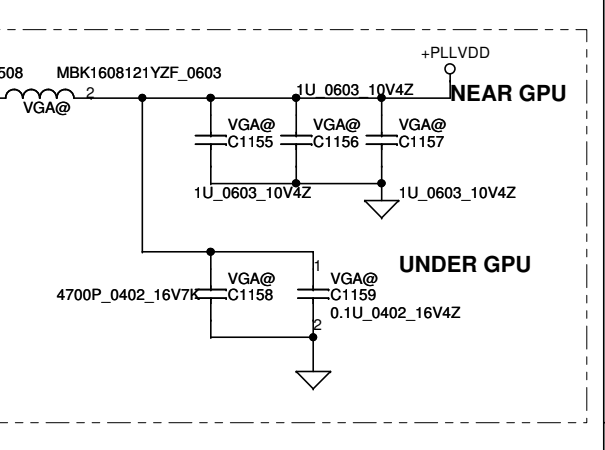 +PLLVDD
508 MBK1608121YZF_0603
2
VGA@
1U_0603_10V4Z
NEAR GPU
VGA@ VGA@ VGA@
C1155 C1156 C1157
1U_0603_10V4Z 1U_0603_10V4Z
UNDER GPU
1
VGA@ VGA@
4700P_0402_16V7K C1158 C1159
0.1U_0402_16V4Z
2